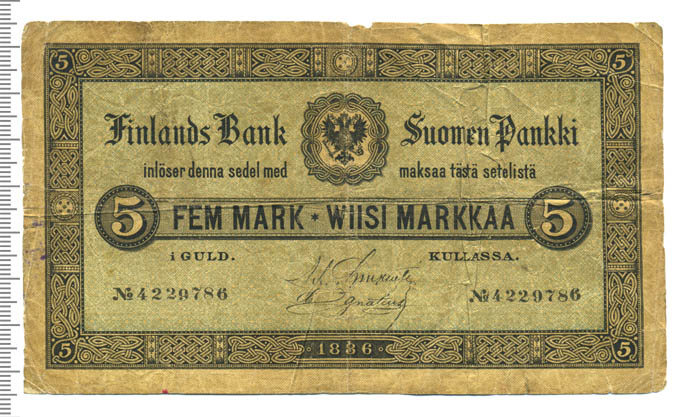 5 5
Finlands Bank Suomen Pankki
inlöser denna sedel med maksaa tästä setelistä
5 FEM MARK * WIISI MARKKAA 5
i GULD. KULLASSA.
№4229786 №4229786
5 1886 5